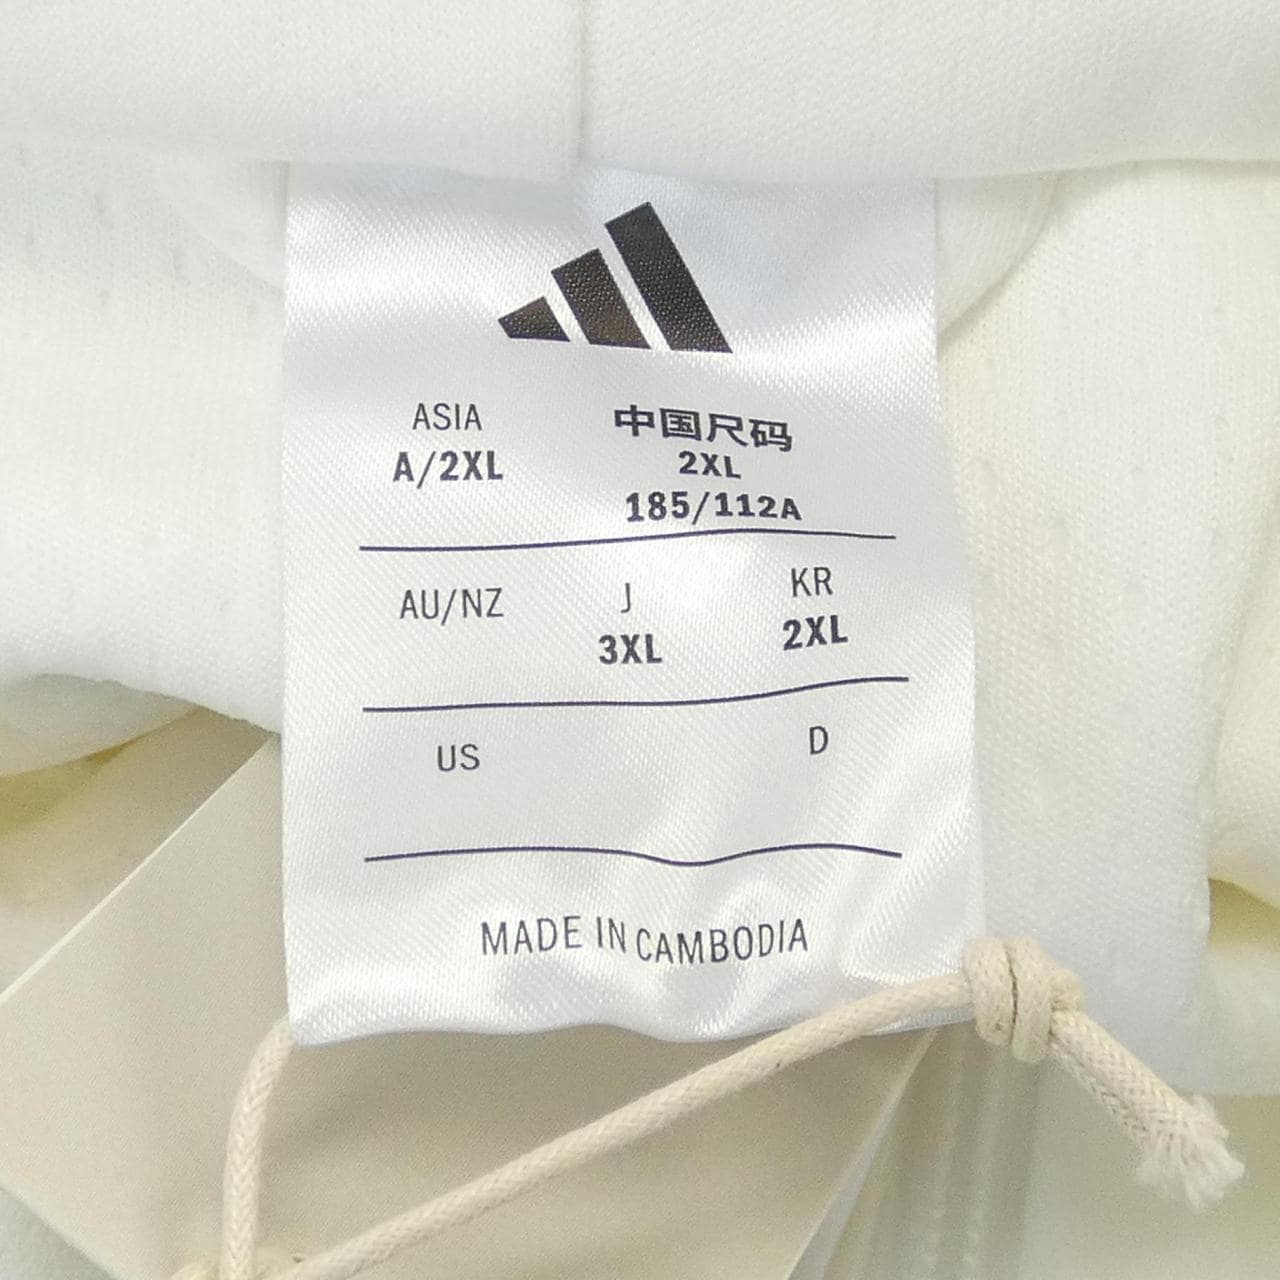 ASIA 中国尺码
A/2XL 2XL
185/112A
AU/NZ J KR
3XL 2XL
US D
MADE IN CAMBODIA